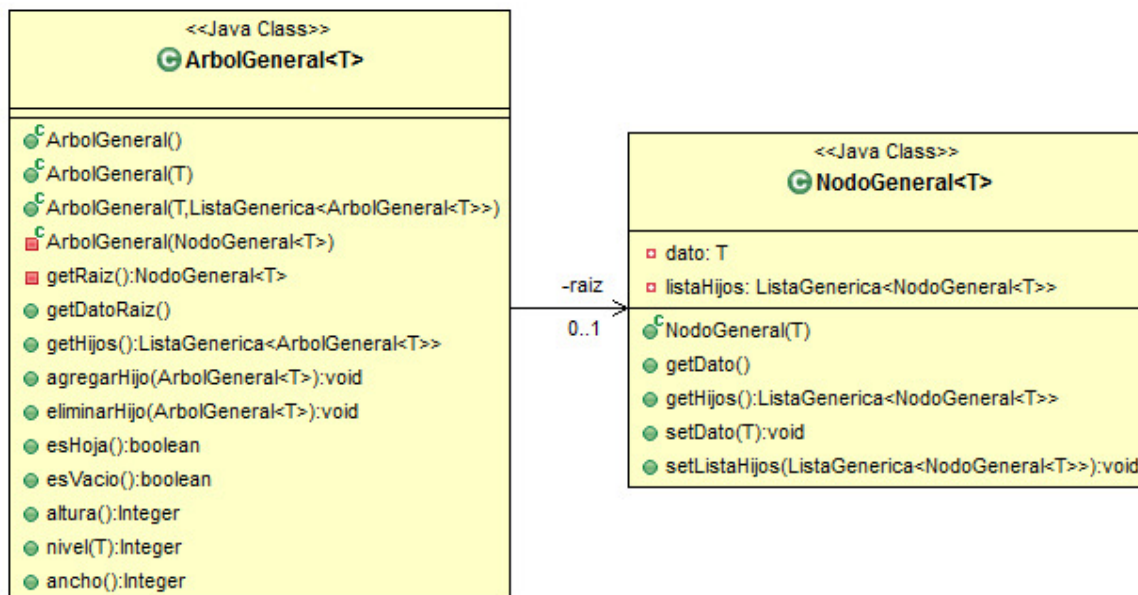 <<Java Class>>
ArbolGeneral<T>
ArbolGeneral()
ArbolGeneral(T)
ArbolGeneral(T,ListaGenerica<ArbolGeneral<T>>)
ArbolGeneral(NodoGeneral<T>)
getRaiz():NodoGeneral<T>
getDatoRaiz()
getHijos():ListaGenerica<ArbolGeneral<T>>
agregarHijo(ArbolGeneral<T>):void
eliminarHijo(ArbolGeneral<T>):void
esHoja():boolean
esVacio():boolean
altura():Integer
nivel(T):Integer
ancho():Integer
-raiz
0..1
<<Java Class>>
NodoGeneral<T>
dato: T
listaHijos: ListaGenerica<NodoGeneral<T>>
NodoGeneral(T)
getDato()
getHijos():ListaGenerica<NodoGeneral<T>>
setDato(T):void
setListaHijos(ListaGenerica<NodoGeneral<T>>):void